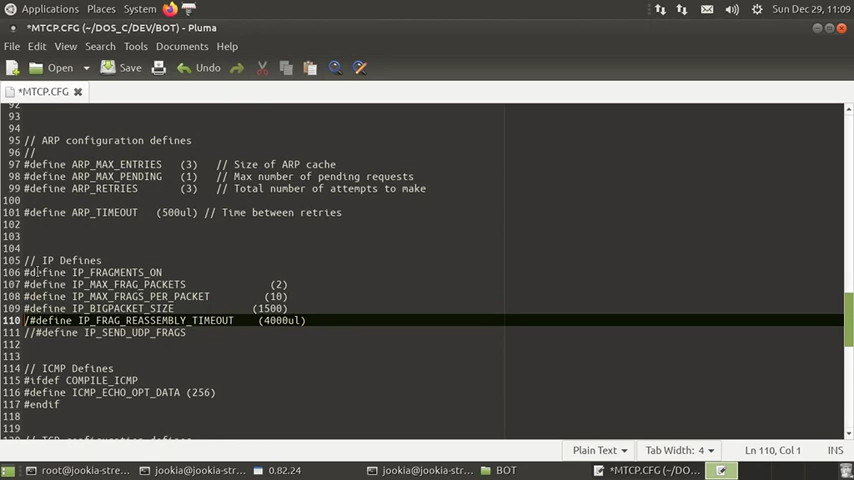 Applications Places System Sun Dec 29, 11:09
*MTCP.CFG (~/DOS_C/DEV/BOT) - Pluma
File Edit View Search Tools Documents Help
Open Save Undo
*MTCP.CFG
92
93
94
95 // ARP configuration defines
96 //
97 #define ARP_MAX_ENTRIES (3) // Size of ARP cache
98 #define ARP_MAX_PENDING (1) // Max number of pending requests
99 #define ARP_RETRIES (3) // Total number of attempts to make
100
101 #define ARP_TIMEOUT (500ul) // Time between retries
102
103
104
105 // IP Defines
106 #define IP_FRAGMENTS_ON
107 #define IP_MAX_FRAG_PACKETS (2)
108 #define IP_MAX_FRAGS_PER_PACKET (10)
109 #define IP_BIGPACKET_SIZE (1500)
110 /#define IP_FRAG_REASSEMBLY_TIMEOUT (4000ul)
111 //#define IP_SEND_UDP_FRAGS
112
113
114 // ICMP Defines
115 #ifdef COMPILE_ICMP
116 #define ICMP_ECHO_OPT_DATA (256)
117 #endif
118
119
120 // TCP configuration defines
Plain Text Tab Width: 4 Ln 110, Col 1 INS
root@jookia-stre... jookia@jookia-str... 0.82.24 jookia@jookia-str... BOT *MTCP.CFG (~/DO...